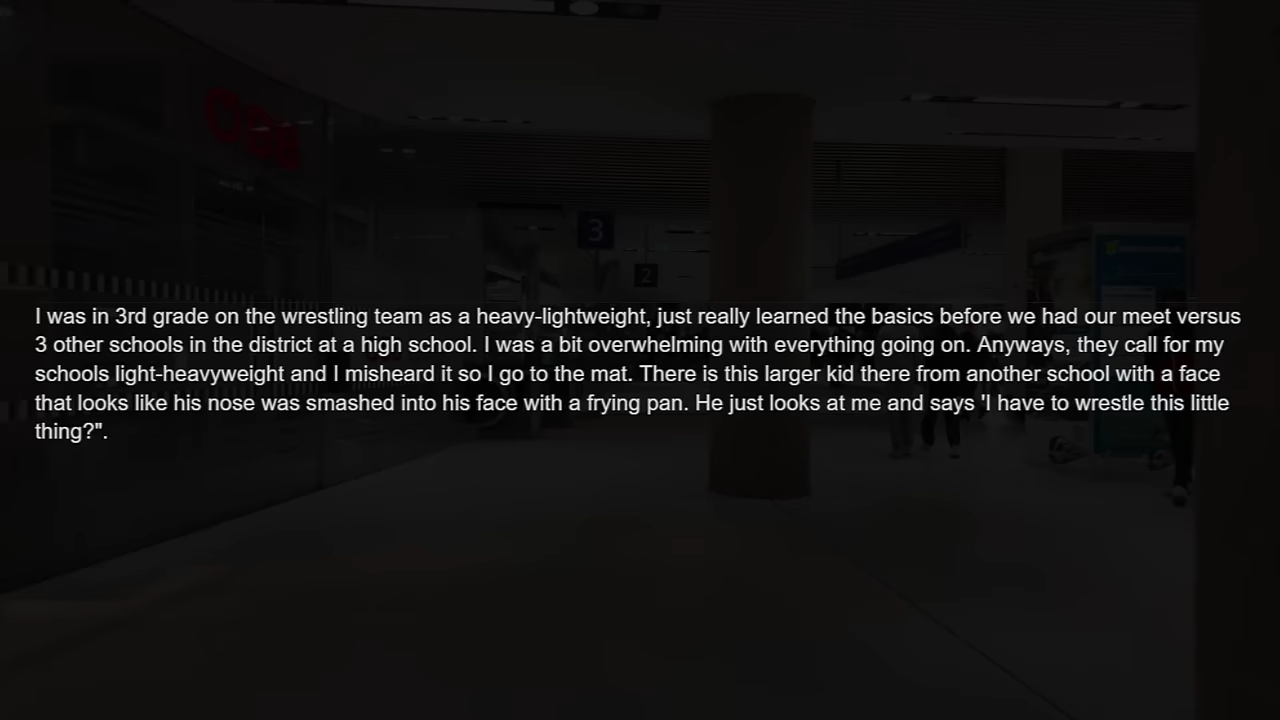 3
2
I was in 3rd grade on the wrestling team as a heavy-lightweight, just really learned the basics before we had our meet versus
3 other schools in the district at a high school. I was a bit overwhelming with everything going on. Anyways, they call for my
schools light-heavyweight and I misheard it so I go to the mat. There is this larger kid there from another school with a face
that looks like his nose was smashed into his face with a frying pan. He just looks at me and says 'I have to wrestle this little
thing?".